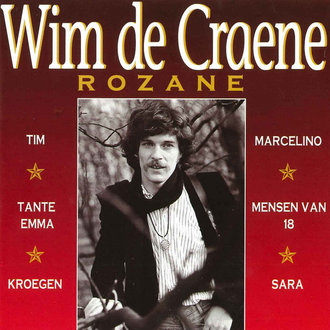 Wim de Craene
ROZANE
TIM
TANTE
EMMA
KROEGEN
MARCELINO
MENSEN VAN
18
SARA